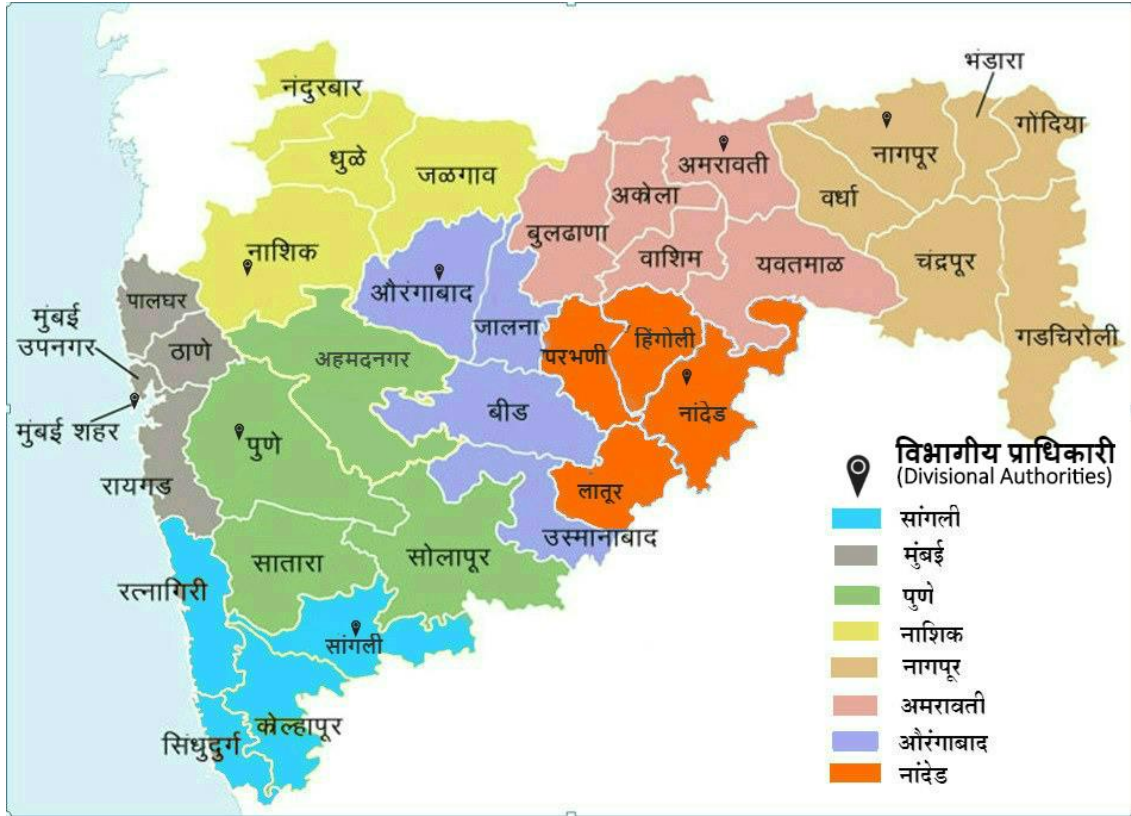 भंडारा
नंदुरबार
गोंदिया
धुळे
जळगाव
अमरावती
नागपूर
अकोला
वर्धा
बुलढाणा
नाशिक
वाशिम
यवतमाळ
चंद्रपूर
औरंगाबाद
पालघर
मुंबई
उपनगर
जालना
ठाणे
अहमदनगर
परभणी
हिंगोली
गडचिरोली
बीड
नांदेड
मुंबई शहर
पुणे
रायगड
लातूर
उस्मानाबाद
सातारा
सोलापूर
रत्नागिरी
सांगली
कोल्हापूर
सिंधुदुर्ग
विभागीय प्राधिकारी
(Divisional Authorities)
सांगली
मुंबई
पुणे
नाशिक
नागपूर
अमरावती
औरंगाबाद
नांदेड